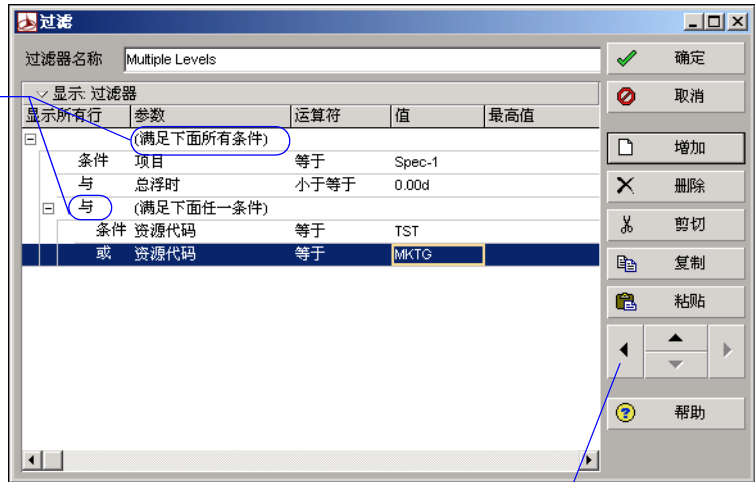 过滤
过滤器名称 Multiple Levels
确定
显示: 过滤器
取消
显示所有行 参数 运算符 值 最高值
(满足下面所有条件)
增加
条件 项目 等于 Spec-1
与 总浮时 小于等于 0.00d
删除
与 (满足下面任一条件)
条件 资源代码 等于 TST
剪切
或 资源代码 等于 MKTG
复制
粘贴
帮助